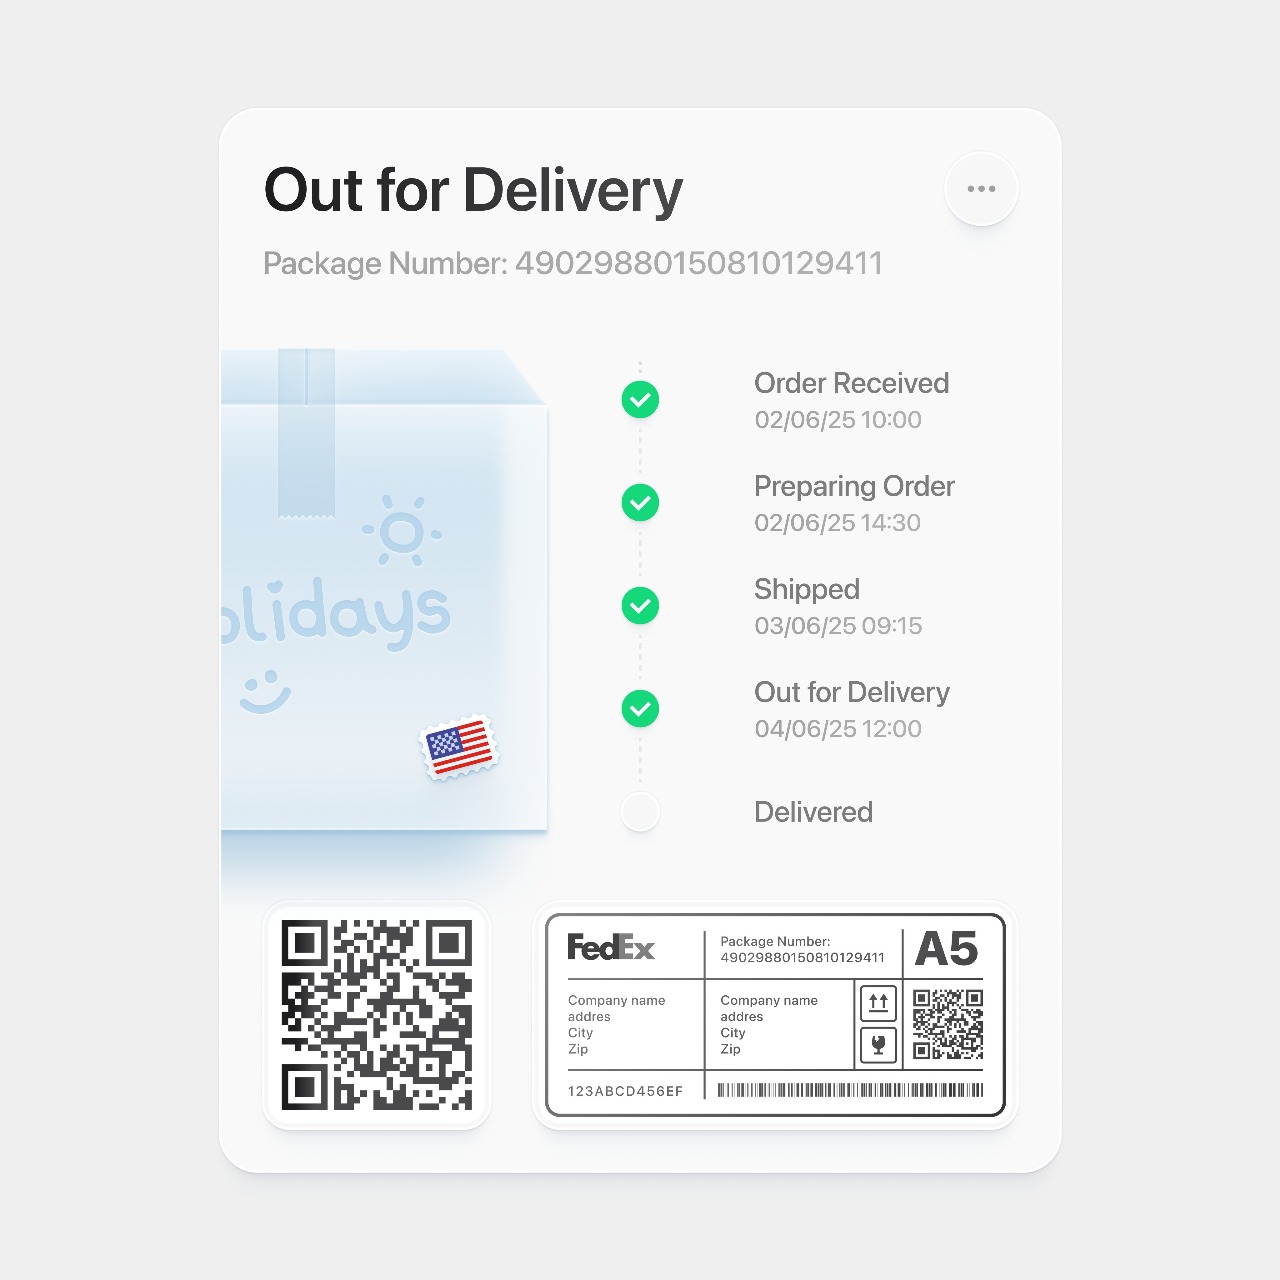 Out for Delivery
Package Number: 49029880150810129411
Order Received
02/06/25 10:00
Preparing Order
02/06/25 14:30
olidays
Shipped
03/06/25 09:15
Out for Delivery
04/06/25 12:00
Delivered
FedEx
Package Number:
49029880150810129411
A5
Company name
addres
City
Zip
Company name
addres
City
Zip
123ABCD456EF